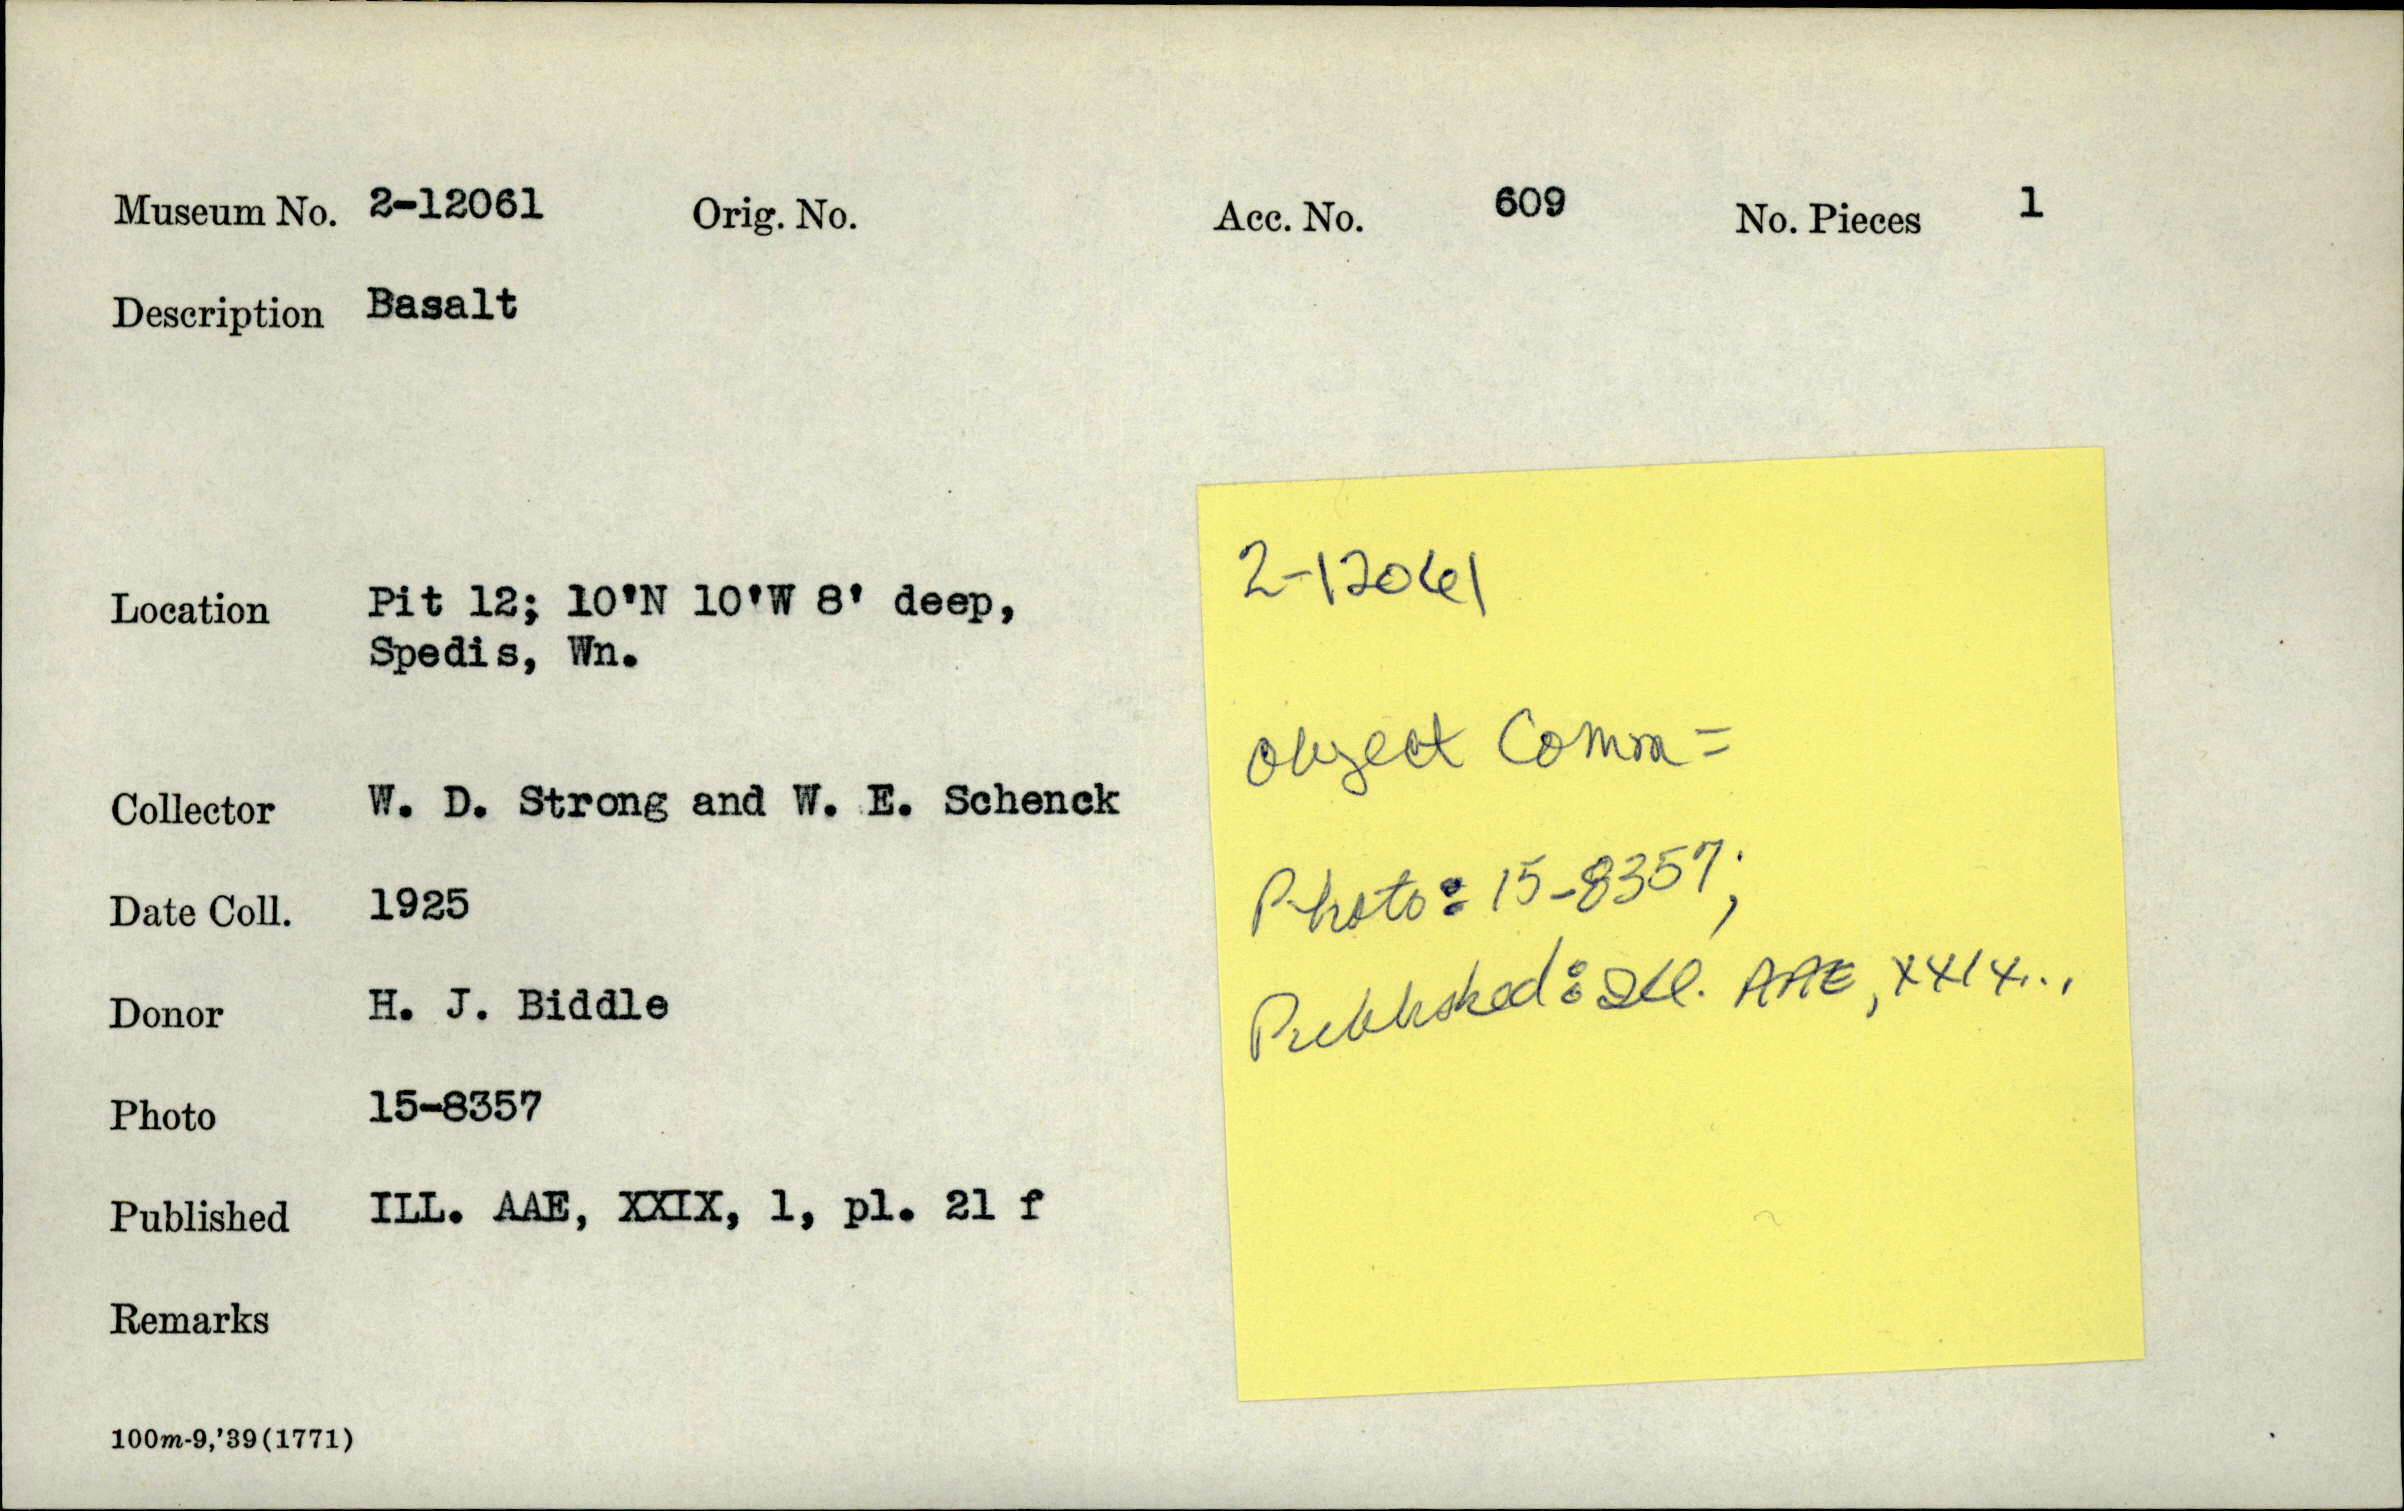 Museum No. 2-12061 Orig. No. Acc. No. 609 No. Pieces 1
Description Basalt
Location Pit 12; 10'N 10'W 8' deep,
Spedis, Wn.
Collector W. D. Strong and W. E. Schenck
Date Coll. 1925
Donor H. J. Biddle
Photo 15-8357
Published ILL. AAE, XXIX, 1, pl. 21 f
Remarks
100m-9,'39(1771)
2-12061
Object Comm =
Photo: 15-8357;
Published: Ill. AAE, XXIX...